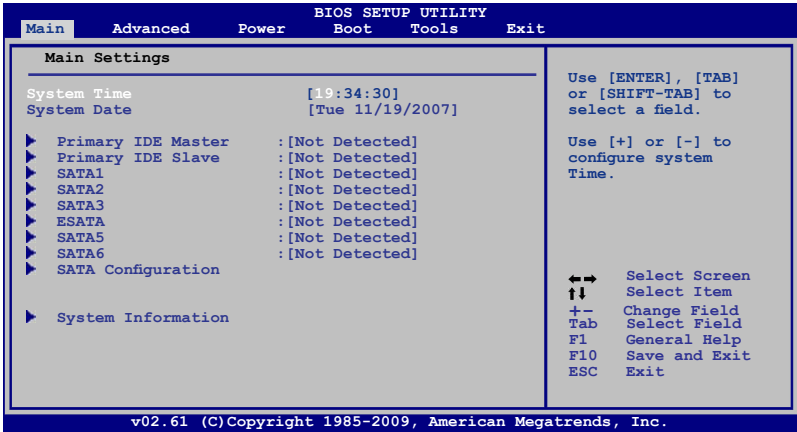 BIOS SETUP UTILITY
Main Advanced Power Boot Tools Exit
Main Settings
System Time [19:34:30]
System Date [Tue 11/19/2007]
Primary IDE Master :[Not Detected]
Primary IDE Slave :[Not Detected]
SATA1 :[Not Detected]
SATA2 :[Not Detected]
SATA3 :[Not Detected]
ESATA :[Not Detected]
SATA5 :[Not Detected]
SATA6 :[Not Detected]
SATA Configuration
System Information
Use [ENTER], [TAB]
or [SHIFT-TAB] to
select a field.
Use [+] or [-] to
configure system
Time.
←→ Select Screen
↑↓ Select Item
+- Change Field
Tab Select Field
F1 General Help
F10 Save and Exit
ESC Exit
v02.61 (C)Copyright 1985-2009, American Megatrends, Inc.